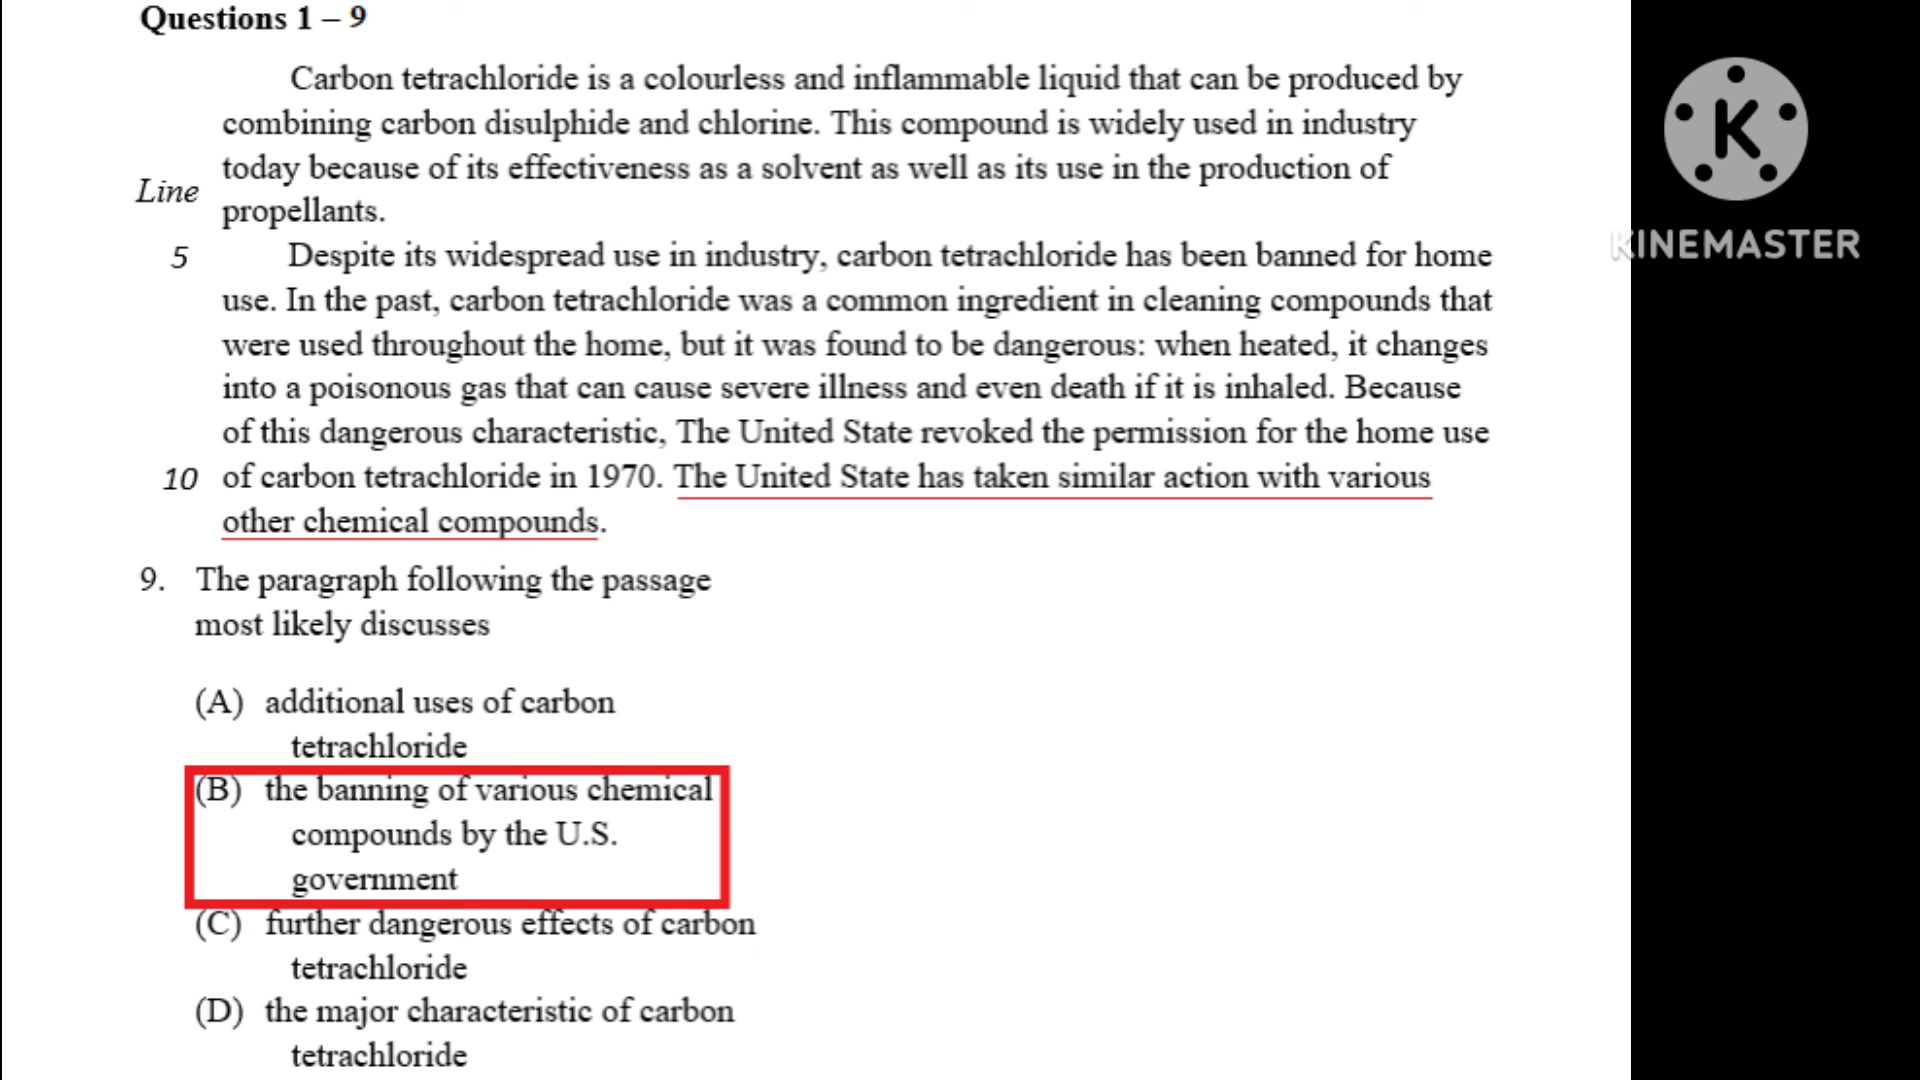 Questions 1 – 9
Carbon tetrachloride is a colourless and inflammable liquid that can be produced by
combining carbon disulphide and chlorine. This compound is widely used in industry
today because of its effectiveness as a solvent as well as its use in the production of
Line
propellants.
5 Despite its widespread use in industry, carbon tetrachloride has been banned for home
use. In the past, carbon tetrachloride was a common ingredient in cleaning compounds that
were used throughout the home, but it was found to be dangerous: when heated, it changes
into a poisonous gas that can cause severe illness and even death if it is inhaled. Because
of this dangerous characteristic, The United State revoked the permission for the home use
10 of carbon tetrachloride in 1970. The United State has taken similar action with various
other chemical compounds.
9. The paragraph following the passage
most likely discusses
(A) additional uses of carbon
tetrachloride
(B) the banning of various chemical
compounds by the U.S.
government
(C) further dangerous effects of carbon
tetrachloride
(D) the major characteristic of carbon
tetrachloride
K
KINEMASTER